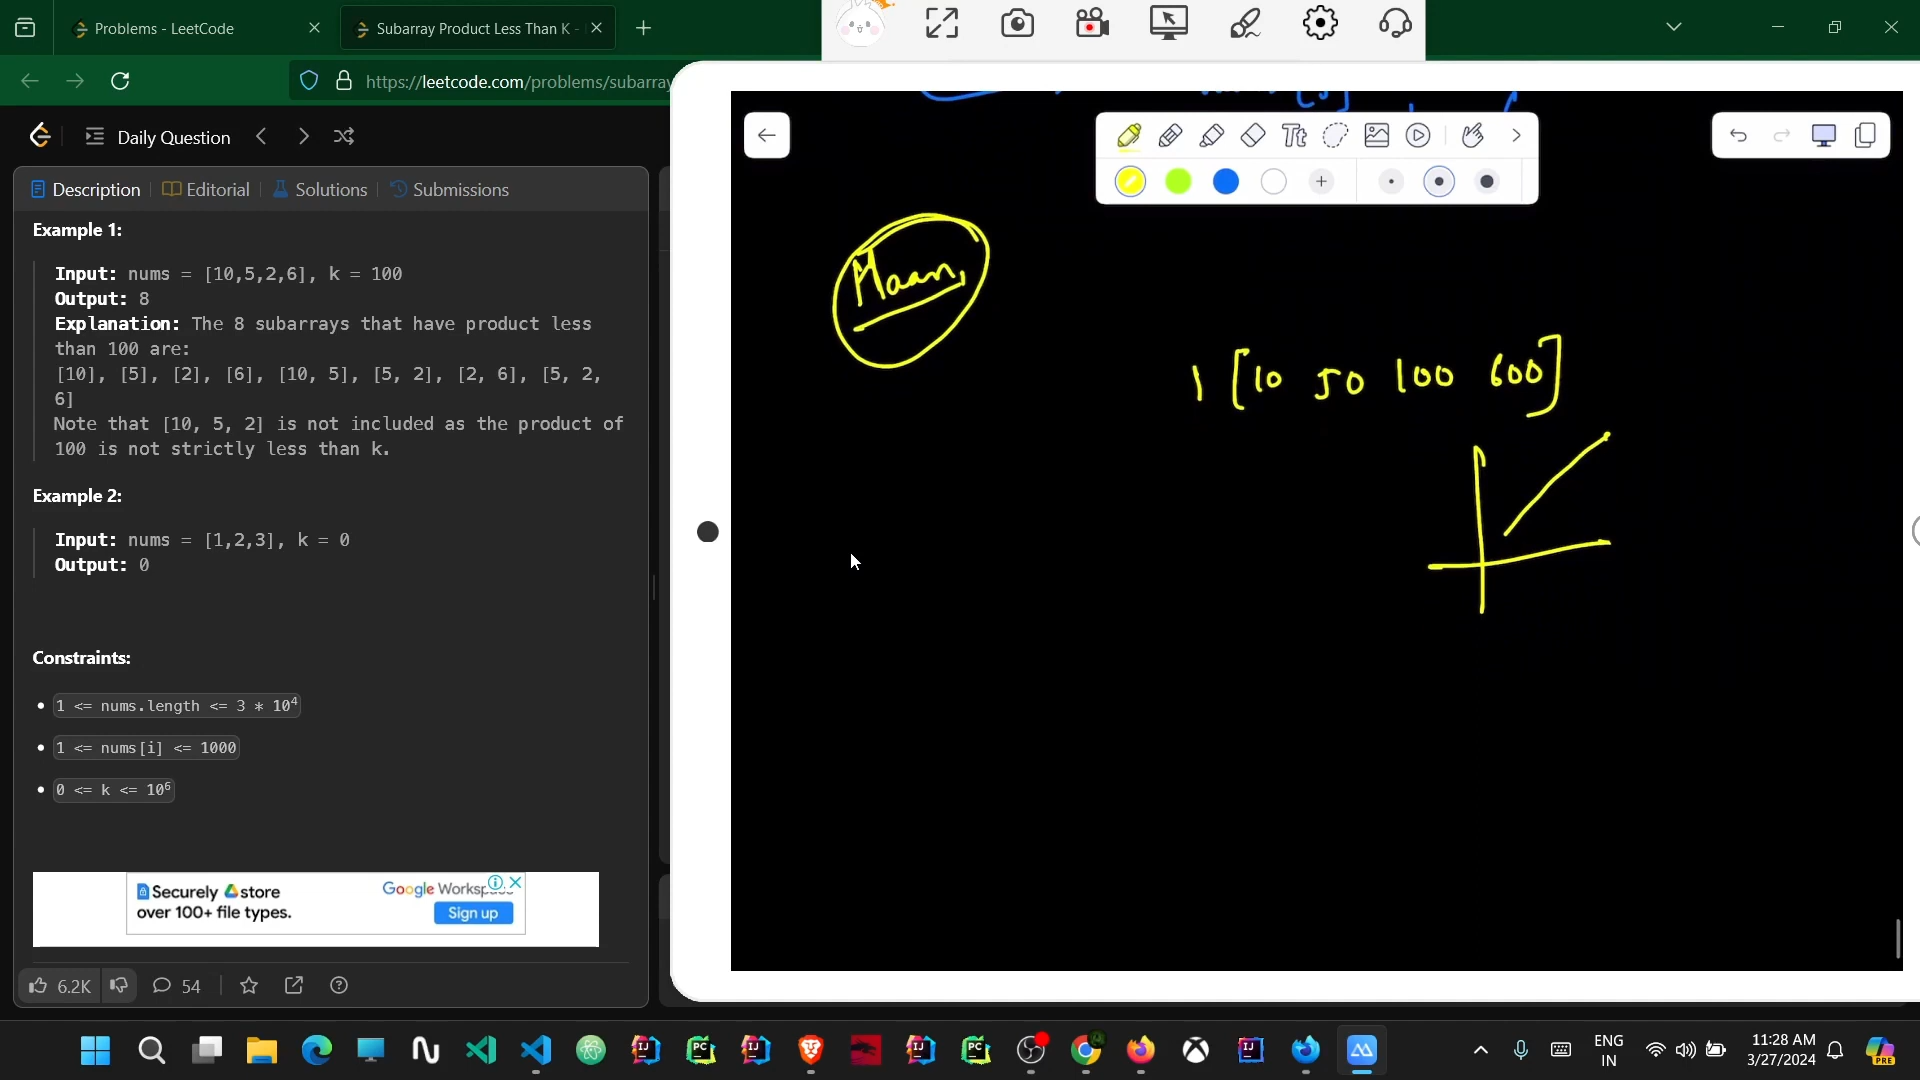 Problems - LeetCode
Subarray Product Less Than K -
https://leetcode.com/problems/subarray
Daily Question
Description
Editorial
Solutions
Submissions
Example 1:
Input: nums = [10,5,2,6], k = 100
Output: 8
Explanation: The 8 subarrays that have product less
than 100 are:
[10], [5], [2], [6], [10, 5], [5, 2], [2, 6], [5, 2,
6]
Note that [10, 5, 2] is not included as the product of
100 is not strictly less than k.
Example 2:
Input: nums = [1,2,3], k = 0
Output: 0
Constraints:
1 <= nums.length <= 3 * 10⁴
1 <= nums[i] <= 1000
0 <= k <= 10⁶
Securely store
over 100+ file types.
Google Worksp
Sign up
6.2K
54
Tt
1 [10 50 100 600]
ENG
IN
11:28 AM
3/27/2024